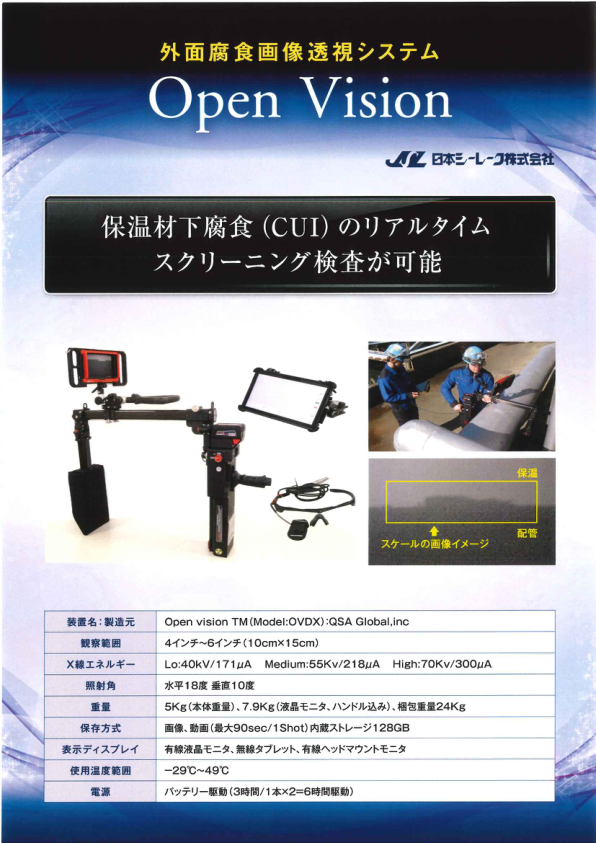 外面腐食画像透視システム
Open Vision
日本シーレーク株式会社
保温材下腐食（CUI）のリアルタイム
スクリーニング検査が可能
保温
配管
スケールの画像イメージ
装置名：製造元 Open vision TM（Model:OVDX）：QSA Global,inc
観察範囲 4インチ～6インチ（10cm×15cm）
X線エネルギー Lo:40kV/171μA Medium:55Kv/218μA High:70Kv/300μA
照射角 水平18度 垂直10度
重量 5Kg（本体重量）、7.9Kg（液晶モニタ、ハンドル込み）、梱包重量24Kg
保存方式 画像、動画（最大90sec/1Shot）内蔵ストレージ128GB
表示ディスプレイ 有線液晶モニタ、無線タブレット、有線ヘッドマウントモニタ
使用温度範囲 －29℃～49℃
電源 バッテリー駆動（3時間/1本×2＝6時間駆動）